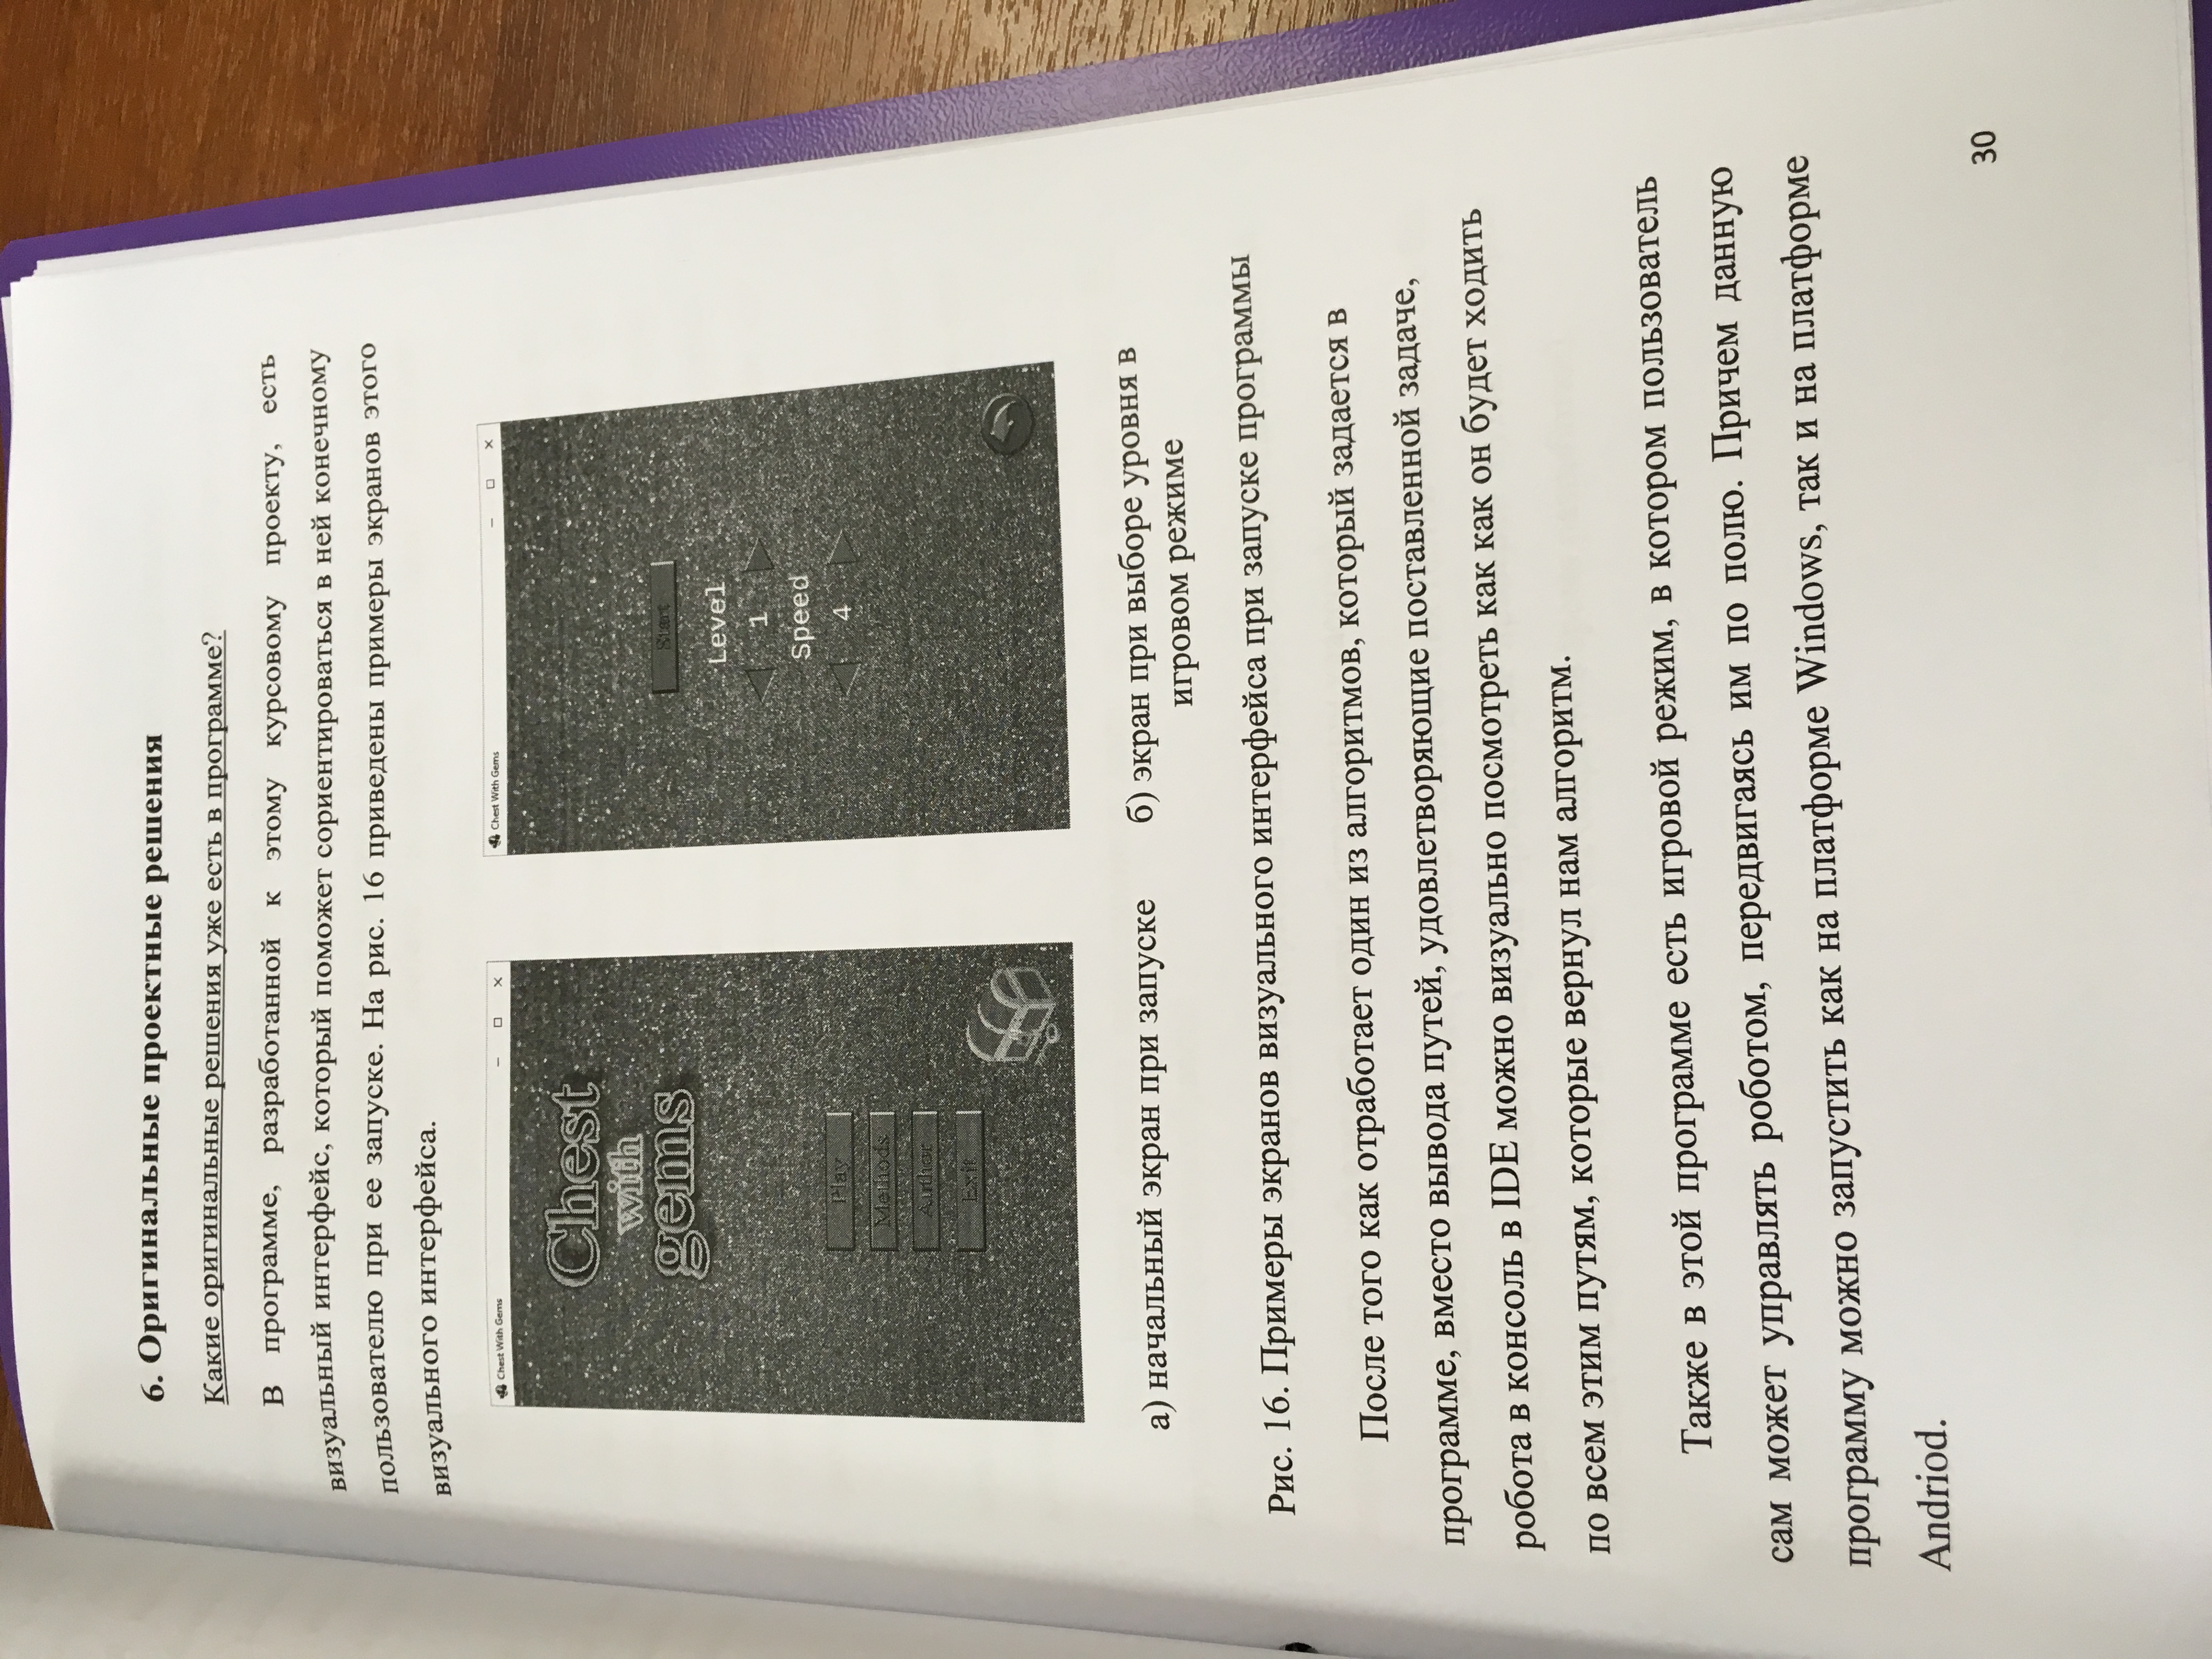 6. Оригинальные проектные решения
Какие оригинальные решения уже есть в программе?
В программе, разработанной к этому курсовому проекту, есть
визуальный интерфейс, который поможет сориентироваться в ней конечному
пользователю при ее запуске. На рис. 16 приведены примеры экранов этого
визуального интерфейса.
Chest With Gems
Chest
with
gems
Play
Methods
Author
Exit
Chest With Gems
Start
Level
1
Speed
4
а) начальный экран при запуске
б) экран при выборе уровня в
игровом режиме
Рис. 16. Примеры экранов визуального интерфейса при запуске программы
После того как отработает один из алгоритмов, который задается в
программе, вместо вывода путей, удовлетворяющие поставленной задаче,
робота в консоль в IDE можно визуально посмотреть как как он будет ходить
по всем этим путям, которые вернул нам алгоритм.
Также в этой программе есть игровой режим, в котором пользователь
сам может управлять роботом, передвигаясь им по полю. Причем данную
программу можно запустить как на платформе Windows, так и на платформе
Andriod.
30